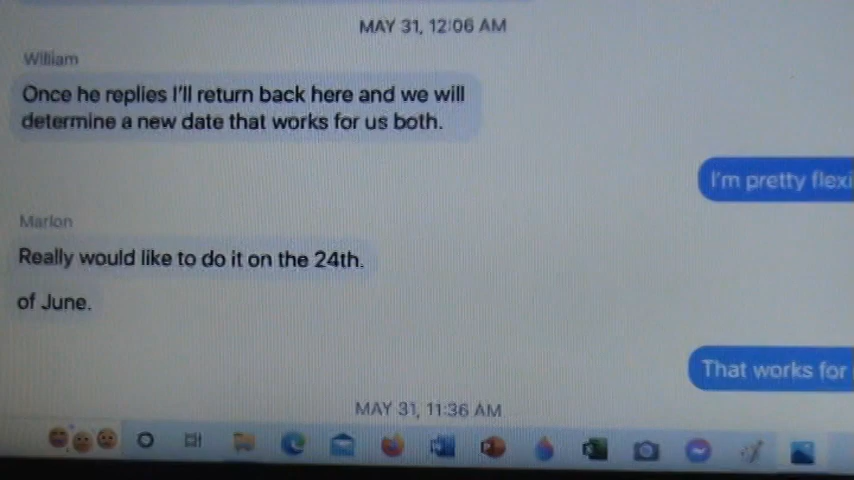 MAY 31, 12:06 AM
William
Once he replies I'll return back here and we will
determine a new date that works for us both.
I'm pretty flexi
Marlon
Really would like to do it on the 24th.
of June.
That works for
MAY 31, 11:36 AM